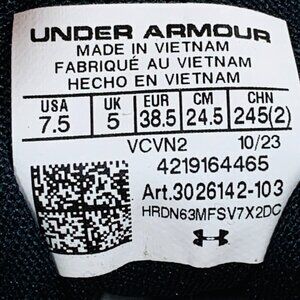 UNDER ARMOUR
MADE IN VIETNAM
FABRIQUÉ AU VIETNAM
HECHO EN VIETNAM
USA UK EUR CM CHN
7.5 5 38.5 24.5 245(2)
VCVN2 10/23
4219164465
Art.3026142-103
HRDN63MFSV7X2DC